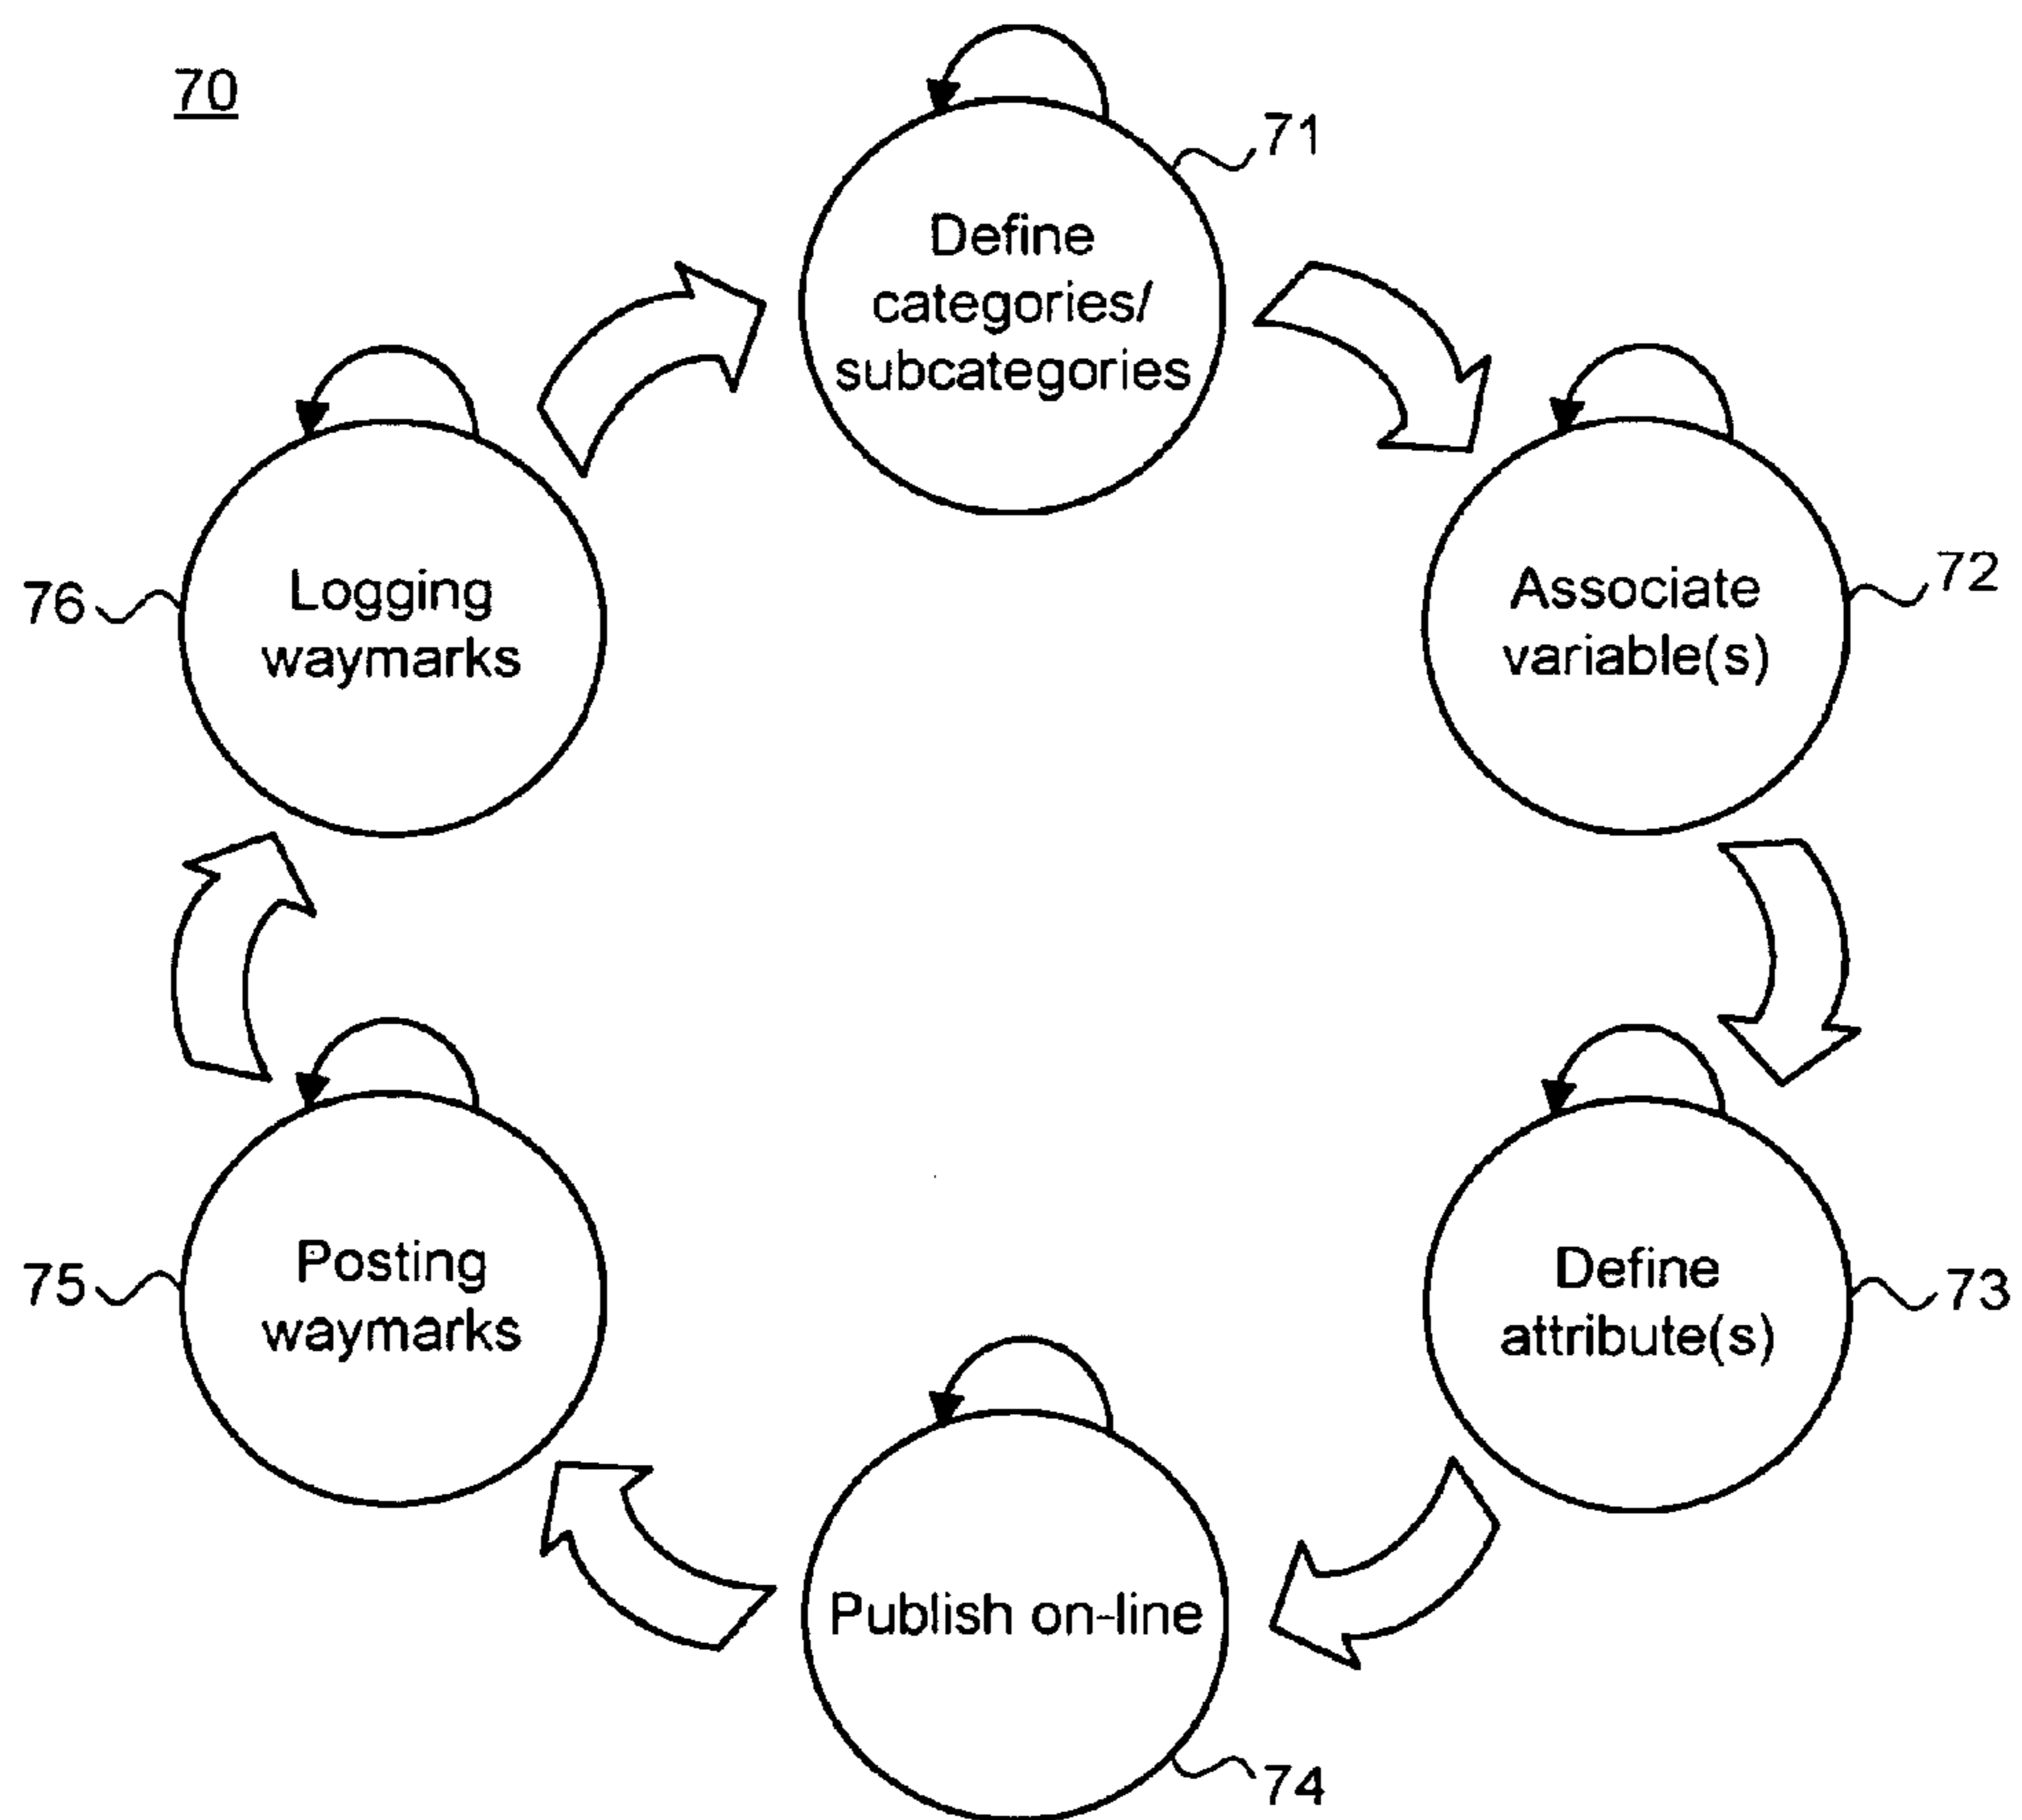 70
71
Define
categories/
subcategories
72
Associate
variable(s)
76
Logging
waymarks
73
Define
attribute(s)
75
Posting
waymarks
Publish on-line
74